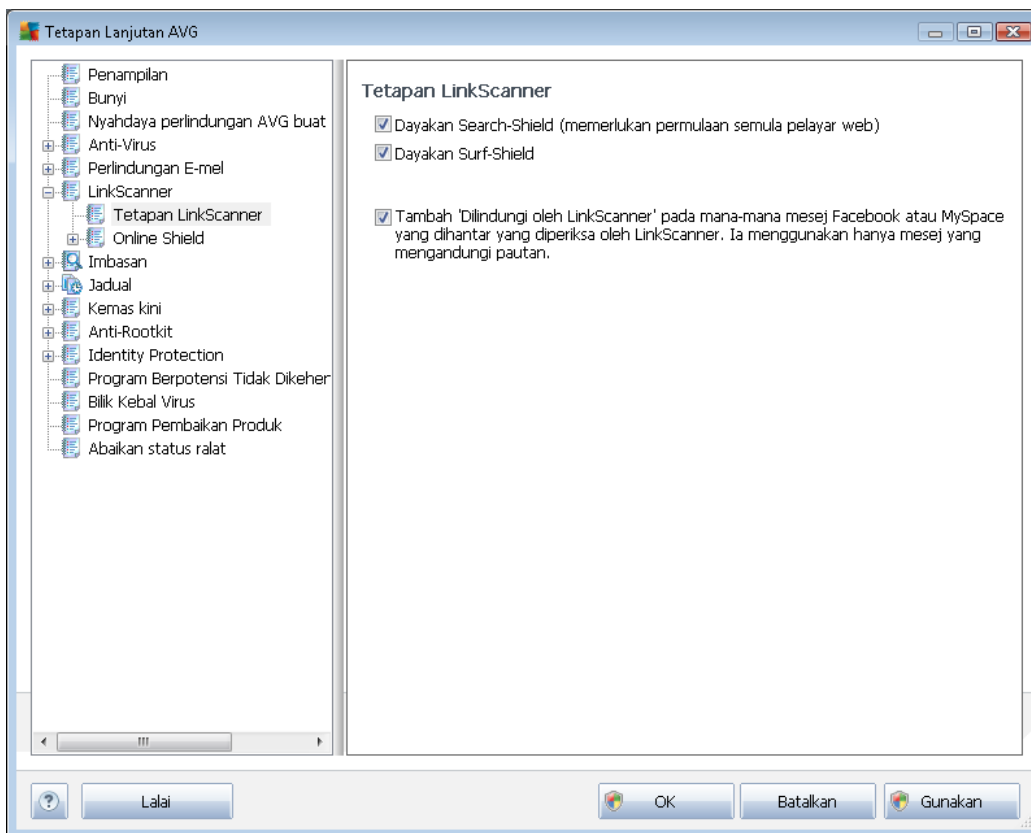 Tetapan Lanjutan AVG
Penampilan
Bunyi
Nyahdaya perlindungan AVG buat
Anti-Virus
Perlindungan E-mel
LinkScanner
Tetapan LinkScanner
Online Shield
Imbasan
Jadual
Kemas kini
Anti-Rootkit
Identity Protection
Program Berpotensi Tidak Dikeher
Bilik Kebal Virus
Program Pembaikan Produk
Abaikan status ralat
Tetapan LinkScanner
Dayakan Search-Shield (memerlukan permulaan semula pelayar web)
Dayakan Surf-Shield
Tambah 'Dilindungi oleh LinkScanner' pada mana-mana mesej Facebook atau MySpace
yang dihantar yang diperiksa oleh LinkScanner. Ia menggunakan hanya mesej yang
mengandungi pautan.
Lalai
OK
Batalkan
Gunakan